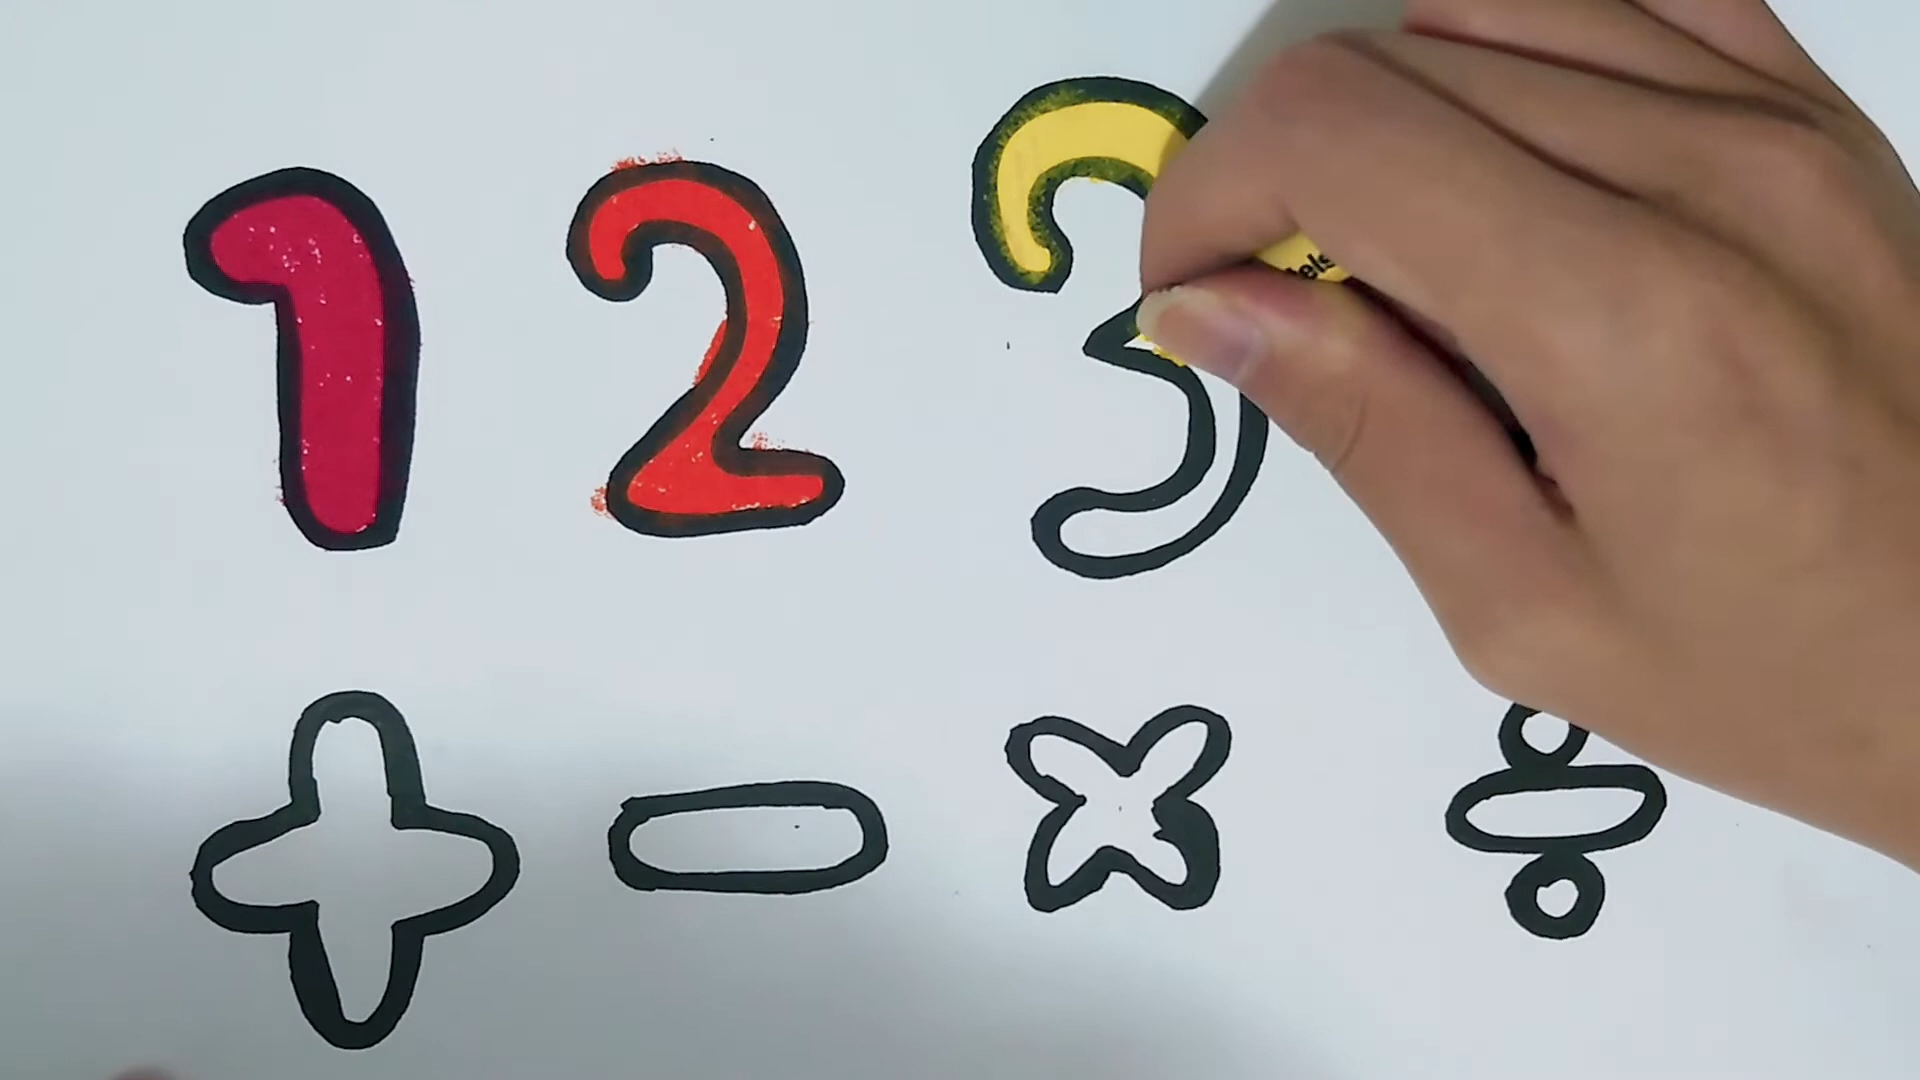 1 2 3
+ - × ÷